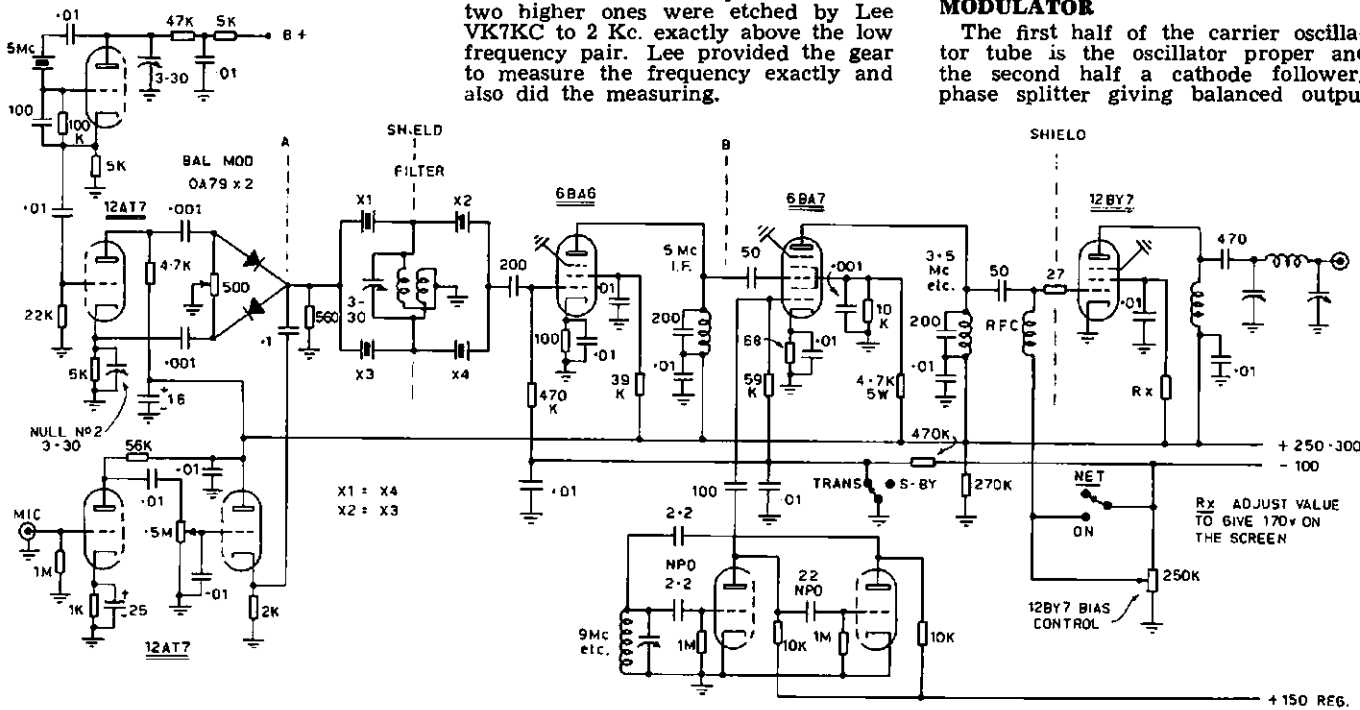 two higher ones were etched by Lee
VK7KC to 2 Kc. exactly above the low
frequency pair. Lee provided the gear
to measure the frequency exactly and
also did the measuring.
MODULATOR
The first half of the carrier oscilla-
tor tube is the oscillator proper and
the second half a cathode follower,
phase splitter giving balanced output
.01
47K
5K
B+
5Mc
3-30
.01
100
100
K
5K
A
SHIELD
B
SHIELD
BAL MOD
OA79 x 2
FILTER
X1
X2
6BA6
6BA7
12BY7
.01
12AT7
.001
4.7K
500
22K
5K
.001
.1
560
3-
30
X3
X4
200
.01
100
.01
470
K
39
K
5Mc
I.F.
200
.01
50
.001
10
K
68
.01
59
K
4.7K
5W
3.5
Mc
etc.
200
.01
50
27
RFC
.01
Rx
470
.01
NULL Nº2
3-30
16
56K
.01
.01
470K
+ 250-300
- 100
MIC
.5M
1M
1K
25
.01
2K
12AT7
X1 = X4
X2 = X3
.01
100
.01
TRANS
S-BY
270K
NET
ON
Rx ADJUST VALUE
TO GIVE 170v ON
THE SCREEN
2.2
NPO
2.2
22
NPO
9Mc
etc.
1M
10K
1M
10K
250K
12BY7 BIAS
CONTROL
+ 150 REG.